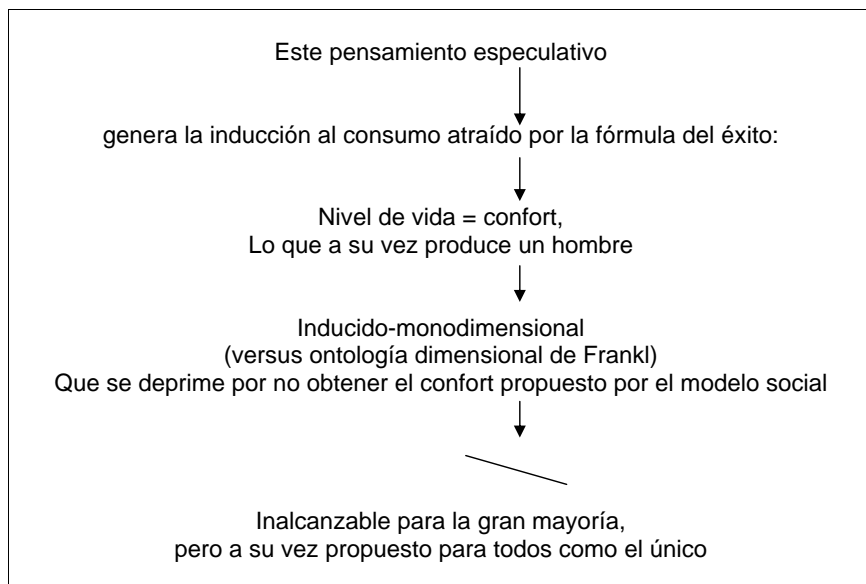 Este pensamiento especulativo
genera la inducción al consumo atraído por la fórmula del éxito:
Nivel de vida = confort,
Lo que a su vez produce un hombre
Inducido-monodimensional
(versus ontología dimensional de Frankl)
Que se deprime por no obtener el confort propuesto por el modelo social
Inalcanzable para la gran mayoría,
pero a su vez propuesto para todos como el único